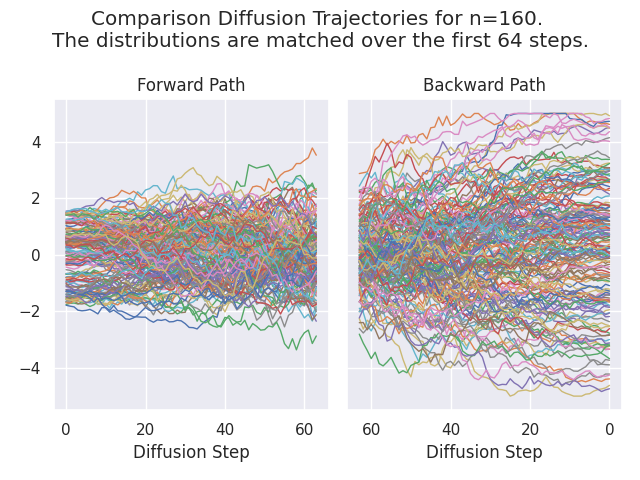 Comparison Diffusion Trajectories for n=160.
The distributions are matched over the first 64 steps.
Forward Path
Backward Path
4
2
0
−2
−4
0 20 40 60
60 40 20 0
Diffusion Step
Diffusion Step